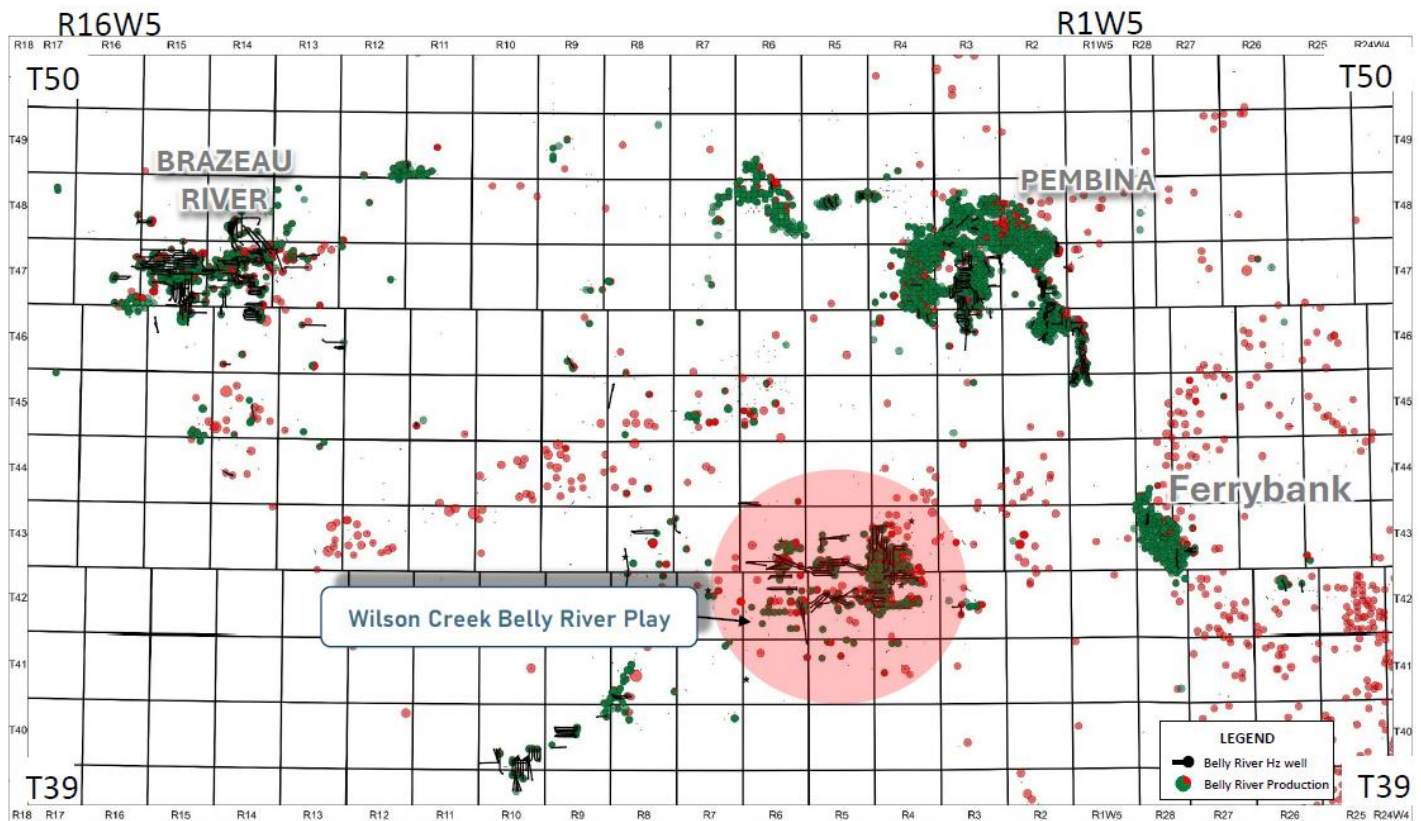 R16W5
R1W5
R18 R17 R16 R15 R14 R13 R12 R11 R10 R9 R8 R7 R6 R5 R4 R3 R2 R1W5 R28 R27 R26 R25 R24W4
T50
T50
T49
T49
BRAZEAU
RIVER
PEMBINA
T48
T48
T47
T47
T46
T46
T45
T45
T44
T44
Ferrybank
T43
T43
T42
T42
Wilson Creek Belly River Play
T41
T41
T40
T40
LEGEND
Belly River Hz well
Belly River Production
T39
T39
R18 R17 R16 R15 R14 R13 R12 R11 R10 R9 R8 R7 R6 R5 R4 R3 R2 R1W5 R28 R27 R26 R25 R24W4